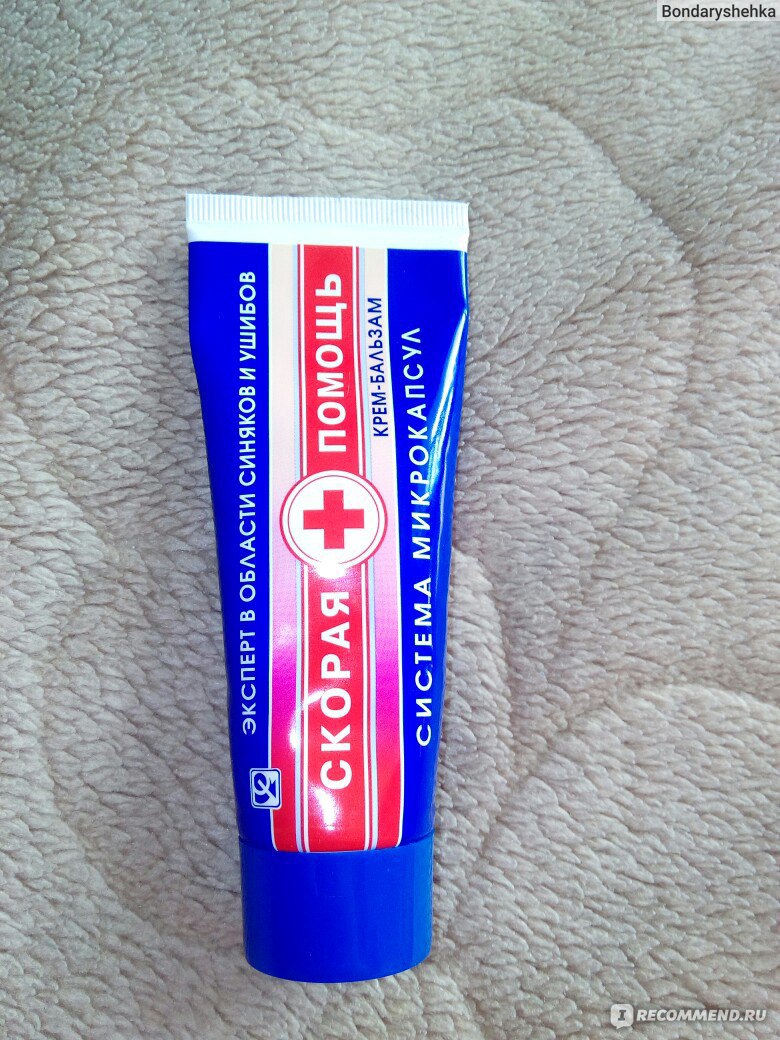 Bondaryshehka
ЭКСПЕРТ В ОБЛАСТИ СИНЯКОВ И УШИБОВ
СКОРАЯ ПОМОЩЬ
КРЕМ-БАЛЬЗАМ
СИСТЕМА МИКРОКАПСУЛ
I RECOMMEND.RU